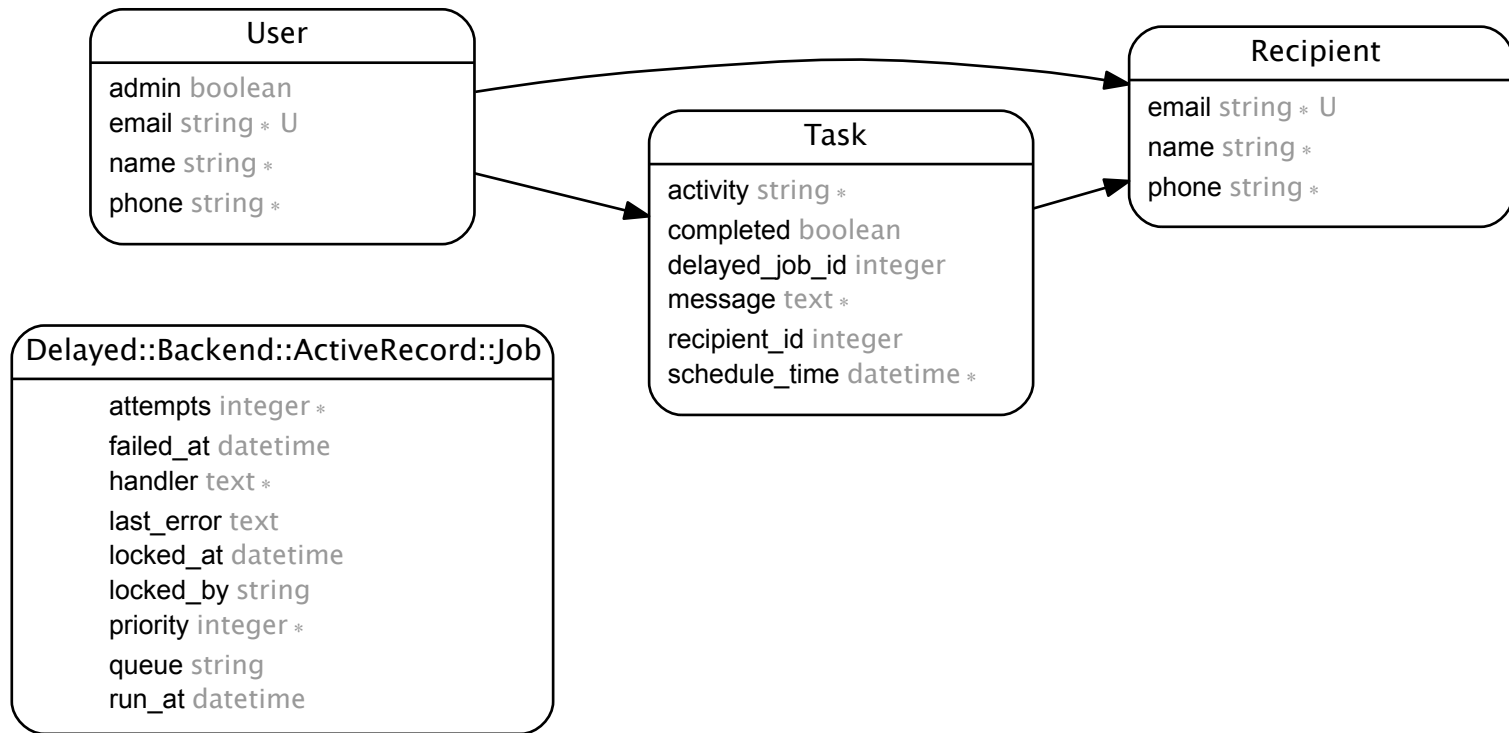 User
admin boolean
email string * U
name string *
phone string *
Recipient
email string * U
name string *
phone string *
Task
activity string *
completed boolean
delayed_job_id integer
message text *
recipient_id integer
schedule_time datetime *
Delayed::Backend::ActiveRecord::Job
attempts integer *
failed_at datetime
handler text *
last_error text
locked_at datetime
locked_by string
priority integer *
queue string
run_at datetime